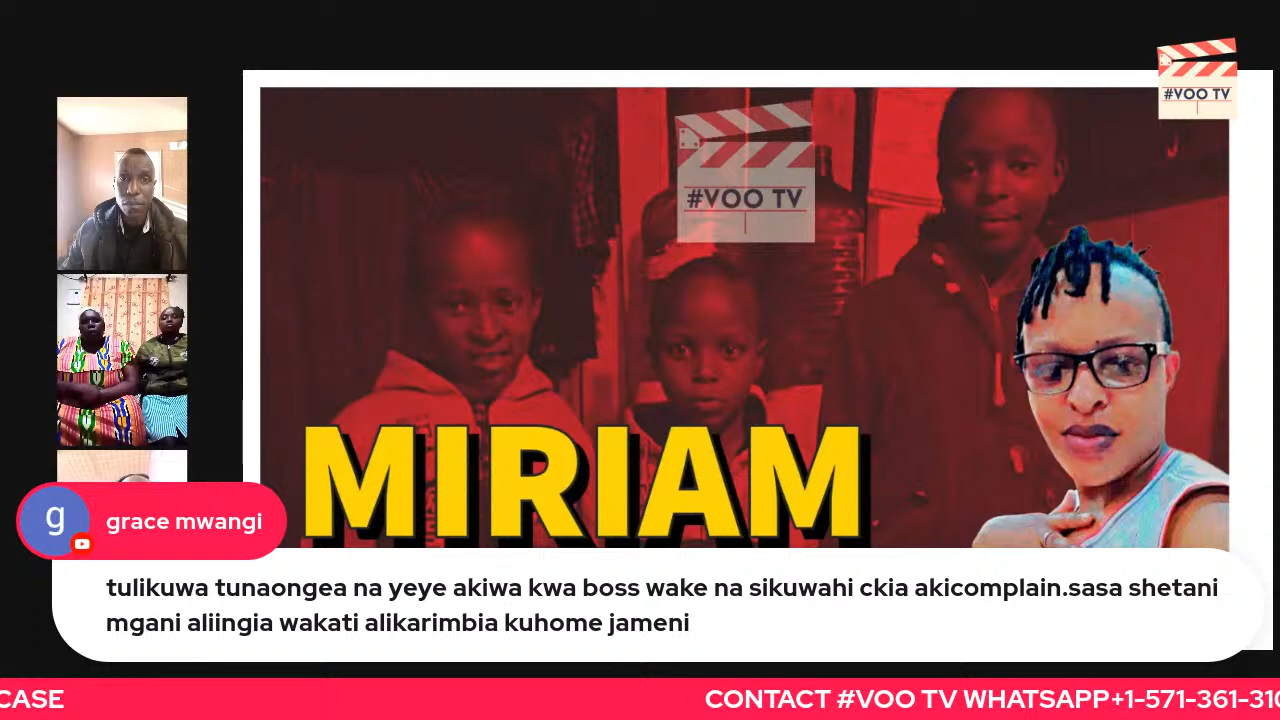 #VOO TV
#VOO TV
MIRIAM
g
grace mwangi
tulikuwa tunaongea na yeye akiwa kwa boss wake na sikuwahi ckia akicomplain.sasa shetani
mgani aliingia wakati alikarimbia kuhome jameni
CASE
CONTACT #VOO TV WHATSAPP+1-571-361-310